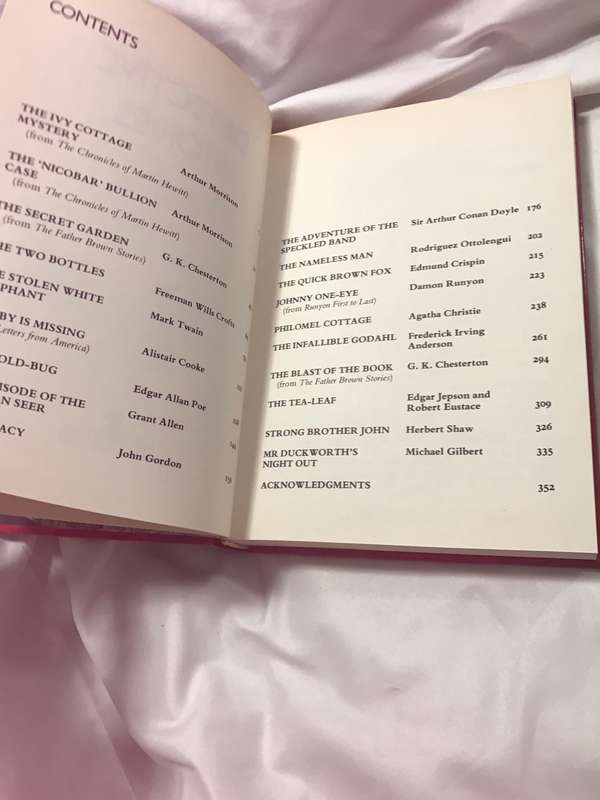 CONTENTS
THE IVY COTTAGE
MYSTERY
(from The Chronicles of Martin Hewitt)
Arthur Morrison
THE 'NICOBAR' BULLION
CASE
(from The Chronicles of Martin Hewitt)
Arthur Morrison
THE SECRET GARDEN
(from The Father Brown Stories)
G. K. Chesterton
THE TWO BOTTLES
Freeman Wills Crofts
STOLEN WHITE
Mark Twain
BY IS MISSING
Letters from America)
Alistair Cooke
OLD-BUG
Edgar Allan Poe
ISODE OF THE
N SEER
Grant Allen
ACY
John Gordon
THE ADVENTURE OF THE
SPECKLED BAND
Sir Arthur Conan Doyle 176
THE NAMELESS MAN Rodriguez Ottolengui 202
THE QUICK BROWN FOX Edmund Crispin 215
JOHNNY ONE-EYE Damon Runyon 223
(from Runyon First to Last)
PHILOMEL COTTAGE Agatha Christie 238
THE INFALLIBLE GODAHL Frederick Irving
Anderson 261
THE BLAST OF THE BOOK G. K. Chesterton 294
(from The Father Brown Stories)
THE TEA-LEAF Edgar Jepson and
Robert Eustace 309
STRONG BROTHER JOHN Herbert Shaw 326
MR DUCKWORTH'S Michael Gilbert 335
NIGHT OUT
ACKNOWLEDGMENTS 352